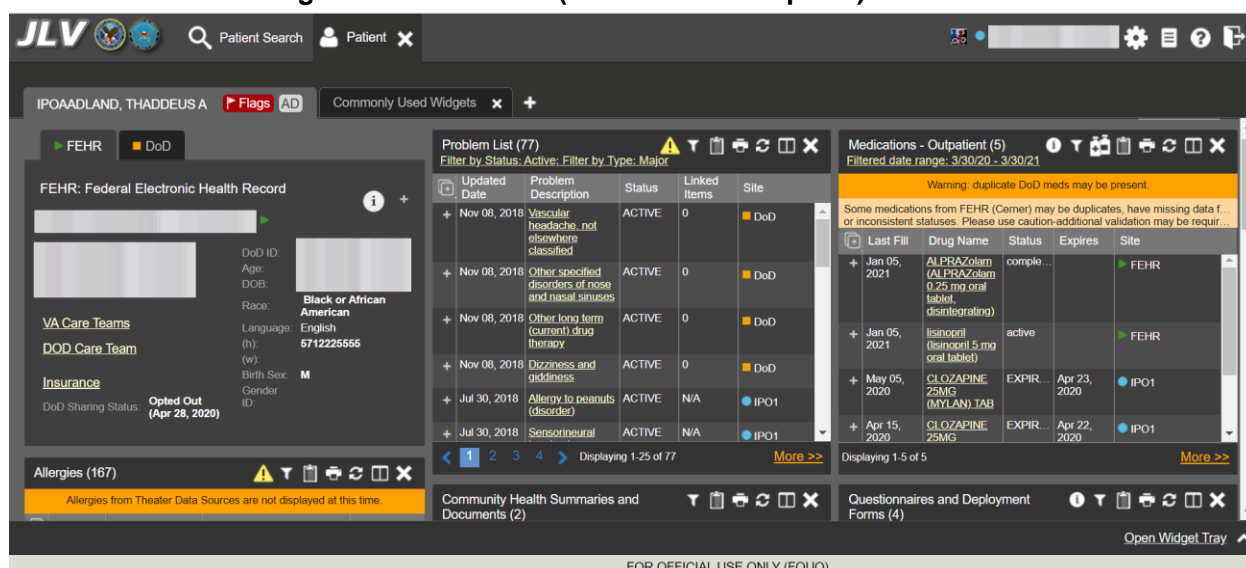 JLV
Patient Search
Patient
IPOAADLAND, THADDEUS A
Flags
AD
Commonly Used Widgets
FEHR
DoD
FEHR: Federal Electronic Health Record
DoD ID:
Age:
DOB:
Race: Black or African
American
Language: English
(h): 5712225555
(w):
Birth Sex: M
Gender
ID:
VA Care Teams
DOD Care Team
Insurance
DoD Sharing Status: Opted Out
(Apr 28, 2020)
Allergies (167)
Allergies from Theater Data Sources are not displayed at this time.
Problem List (77)
Filter by Status: Active; Filter by Type: Major
Updated Date Problem Description Status Linked Items Site
Nov 08, 2018 Vascular headache, not elsewhere classified ACTIVE 0 DoD
Nov 08, 2018 Other specified disorders of nose and nasal sinuses ACTIVE 0 DoD
Nov 08, 2018 Other long term (current) drug therapy ACTIVE 0 DoD
Nov 08, 2018 Dizziness and giddiness ACTIVE 0 DoD
Jul 30, 2018 Allergy to peanuts (disorder) ACTIVE N/A IPO1
Jul 30, 2018 Sensorineural ACTIVE N/A IPO1
1 2 3 4 Displaying 1-25 of 77 More >>
Community Health Summaries and
Documents (2)
Medications - Outpatient (5)
Filtered date range: 3/30/20 - 3/30/21
Warning: duplicate DoD meds may be present.
Some medications from FEHR (Cerner) may be duplicates, have missing data f...
or inconsistent statuses. Please use caution-additional validation may be requir...
Last Fill Drug Name Status Expires Site
Jan 05, 2021 ALPRAZolam (ALPRAZolam 0.25 mg oral tablet, disintegrating) comple... FEHR
Jan 05, 2021 lisinopril (lisinopril 5 mg oral tablet) active FEHR
May 05, 2020 CLOZAPINE 25MG (MYLAN) TAB EXPIR... Apr 23, 2020 IPO1
Apr 15, 2020 CLOZAPINE 25MG EXPIR... Apr 22, 2020 IPO1
Displaying 1-5 of 5 More >>
Questionnaires and Deployment
Forms (4)
Open Widget Tray
FOR OFFICIAL USE ONLY (FOUO)